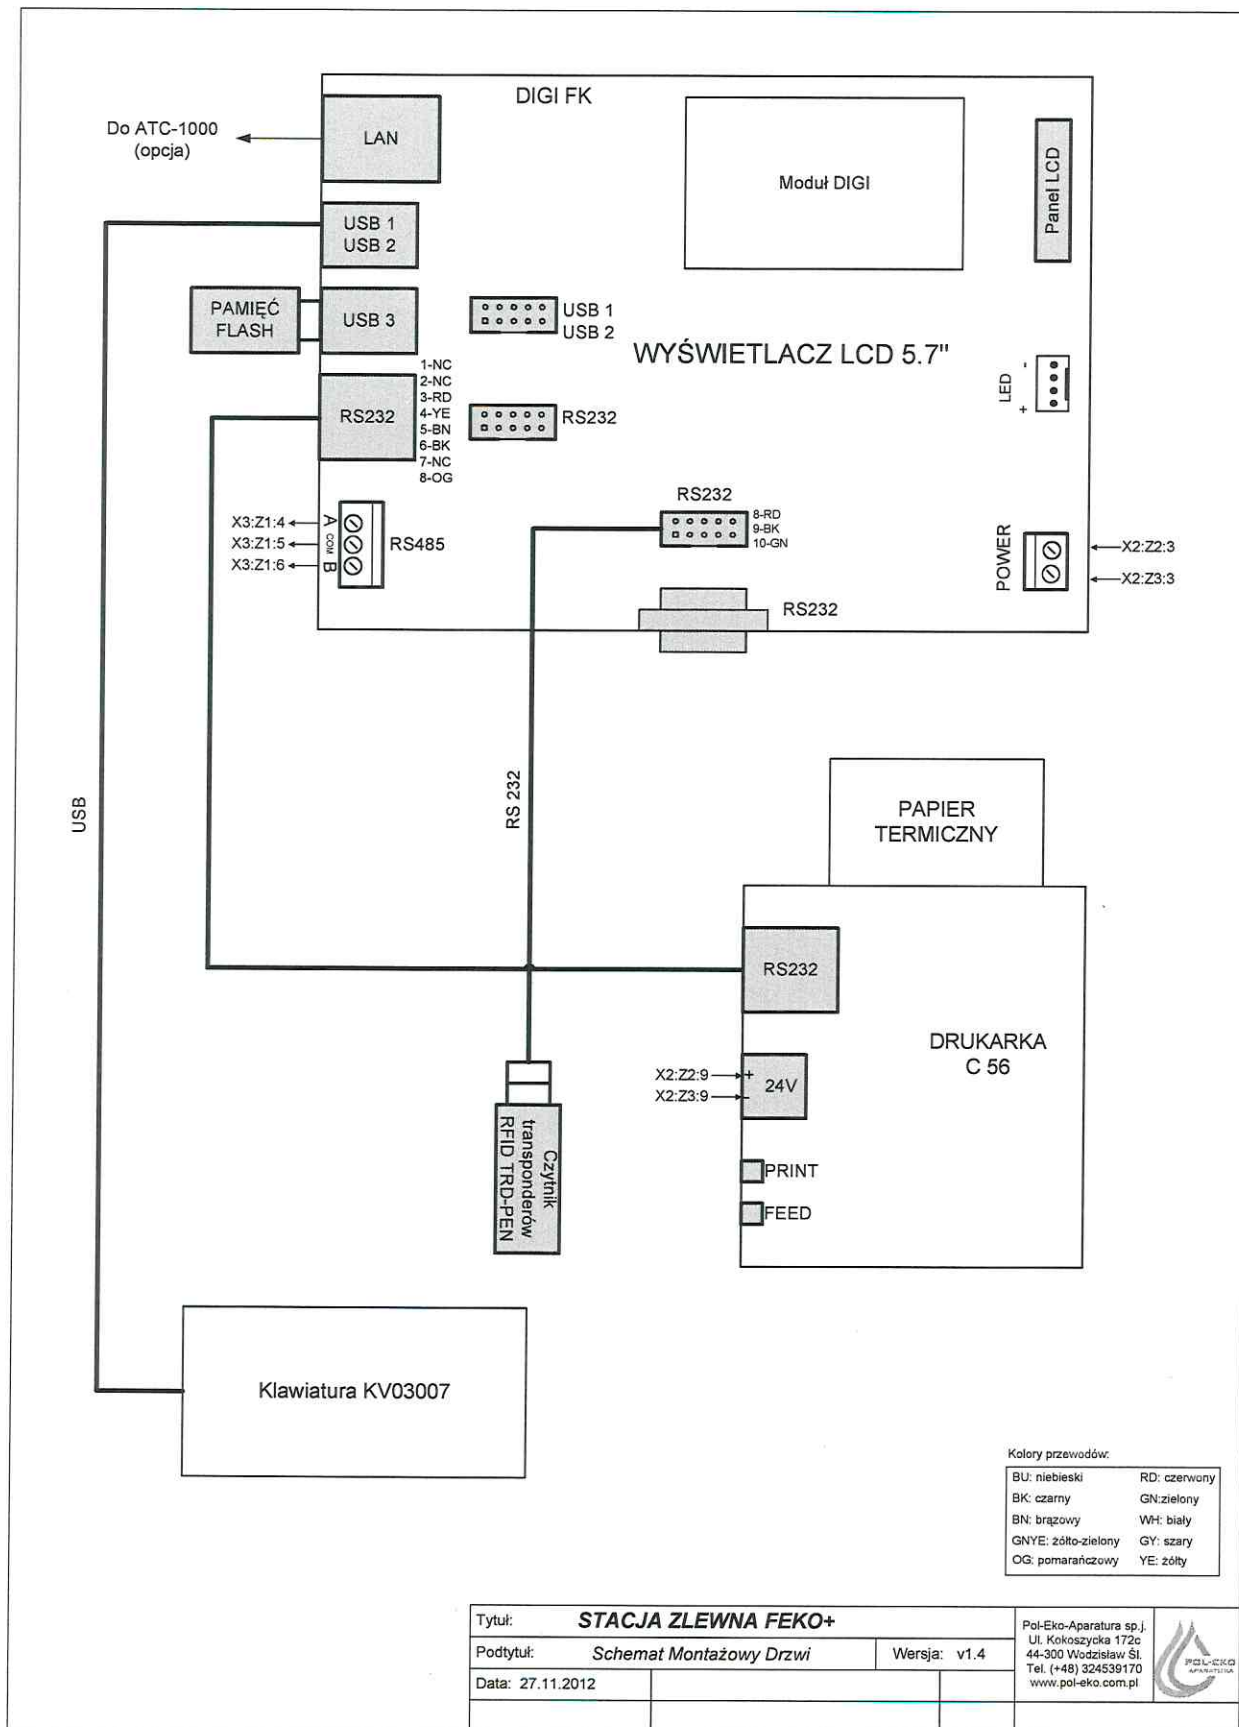 DIGI FK
Do ATC-1000
(opcja)
LAN
Moduł DIGI
Panel LCD
USB 1
USB 2
PAMIĘĆ
FLASH
USB 3
USB 1
USB 2
WYŚWIETLACZ LCD 5.7"
1-NC
2-NC
3-RD
4-YE
5-BN
6-BK
7-NC
8-OG
RS232
RS232
LED
-
+
RS232
8-RD
9-BK
10-GN
X3:Z1:4
X3:Z1:5
X3:Z1:6
A
COM
B
RS485
POWER
X2:Z2:3
X2:Z3:3
RS232
USB
RS 232
PAPIER
TERMICZNY
RS232
DRUKARKA
C 56
X2:Z2:9
X2:Z3:9
+
-
24V
PRINT
FEED
Czytnik
transponderów
RFID TRD-PEN
Klawiatura KV03007
Kolory przewodów:
BU: niebieski RD: czerwony
BK: czarny GN:zielony
BN: brązowy WH: biały
GNYE: żółto-zielony GY: szary
OG: pomarańczowy YE: żółty
Tytuł: STACJA ZLEWNA FEKO+
Podtytuł: Schemat Montażowy Drzwi Wersja: v1.4
Data: 27.11.2012
Pol-Eko-Aparatura sp.j.
Ul. Kokoszycka 172c
44-300 Wodzisław Śl.
Tel. (+48) 324539170
www.pol-eko.com.pl
POL-EKO
APARATURA